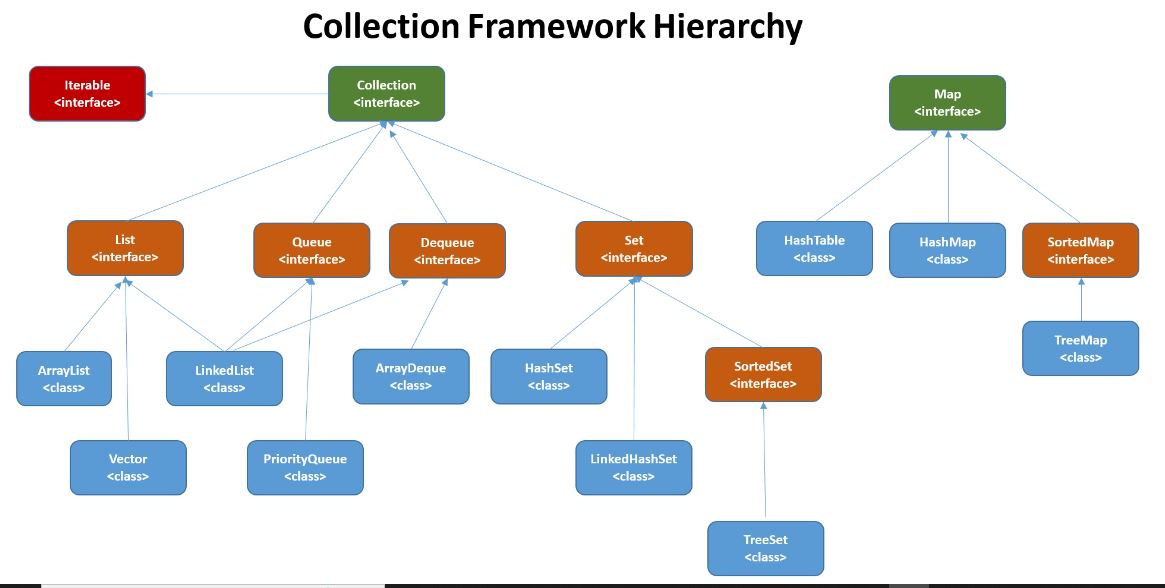 Collection Framework Hierarchy
Iterable
<interface>
Collection
<interface>
Map
<interface>
List
<interface>
Queue
<interface>
Dequeue
<interface>
Set
<interface>
HashTable
<class>
HashMap
<class>
SortedMap
<interface>
ArrayList
<class>
LinkedList
<class>
ArrayDeque
<class>
HashSet
<class>
SortedSet
<interface>
TreeMap
<class>
Vector
<class>
PriorityQueue
<class>
LinkedHashSet
<class>
TreeSet
<class>